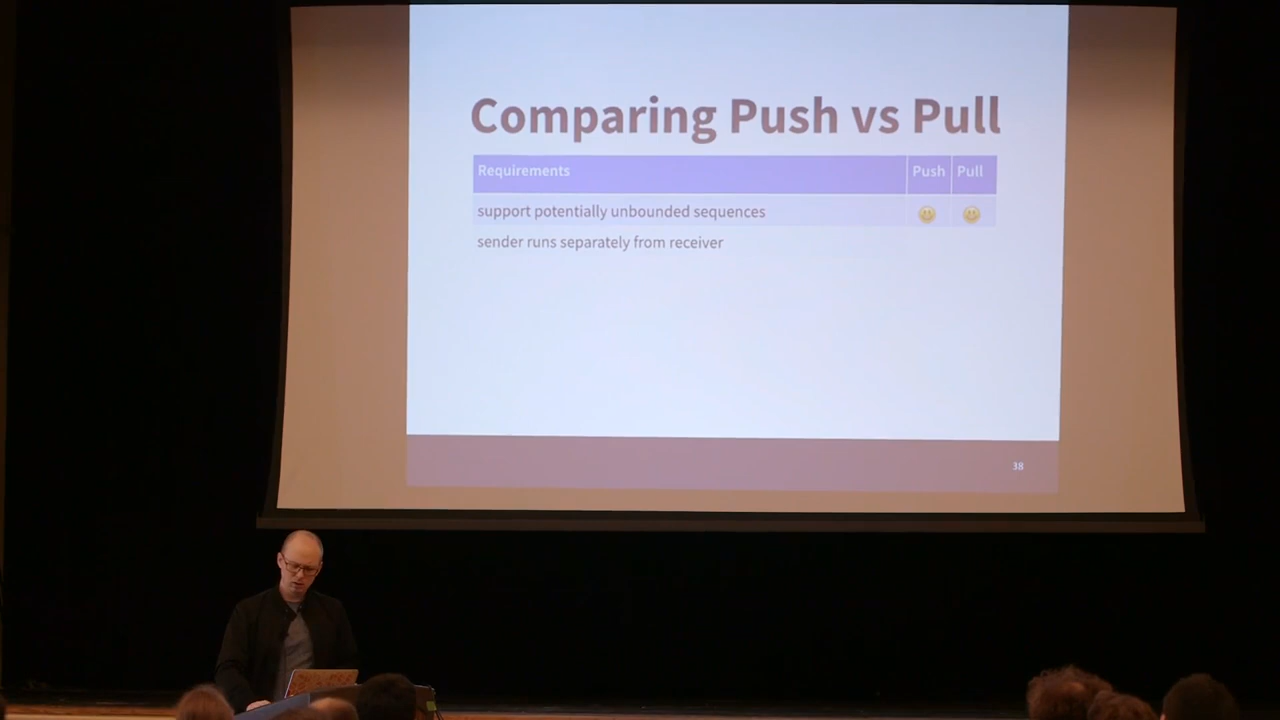 Comparing Push vs Pull
Requirements Push Pull
support potentially unbounded sequences
sender runs separately from receiver
38